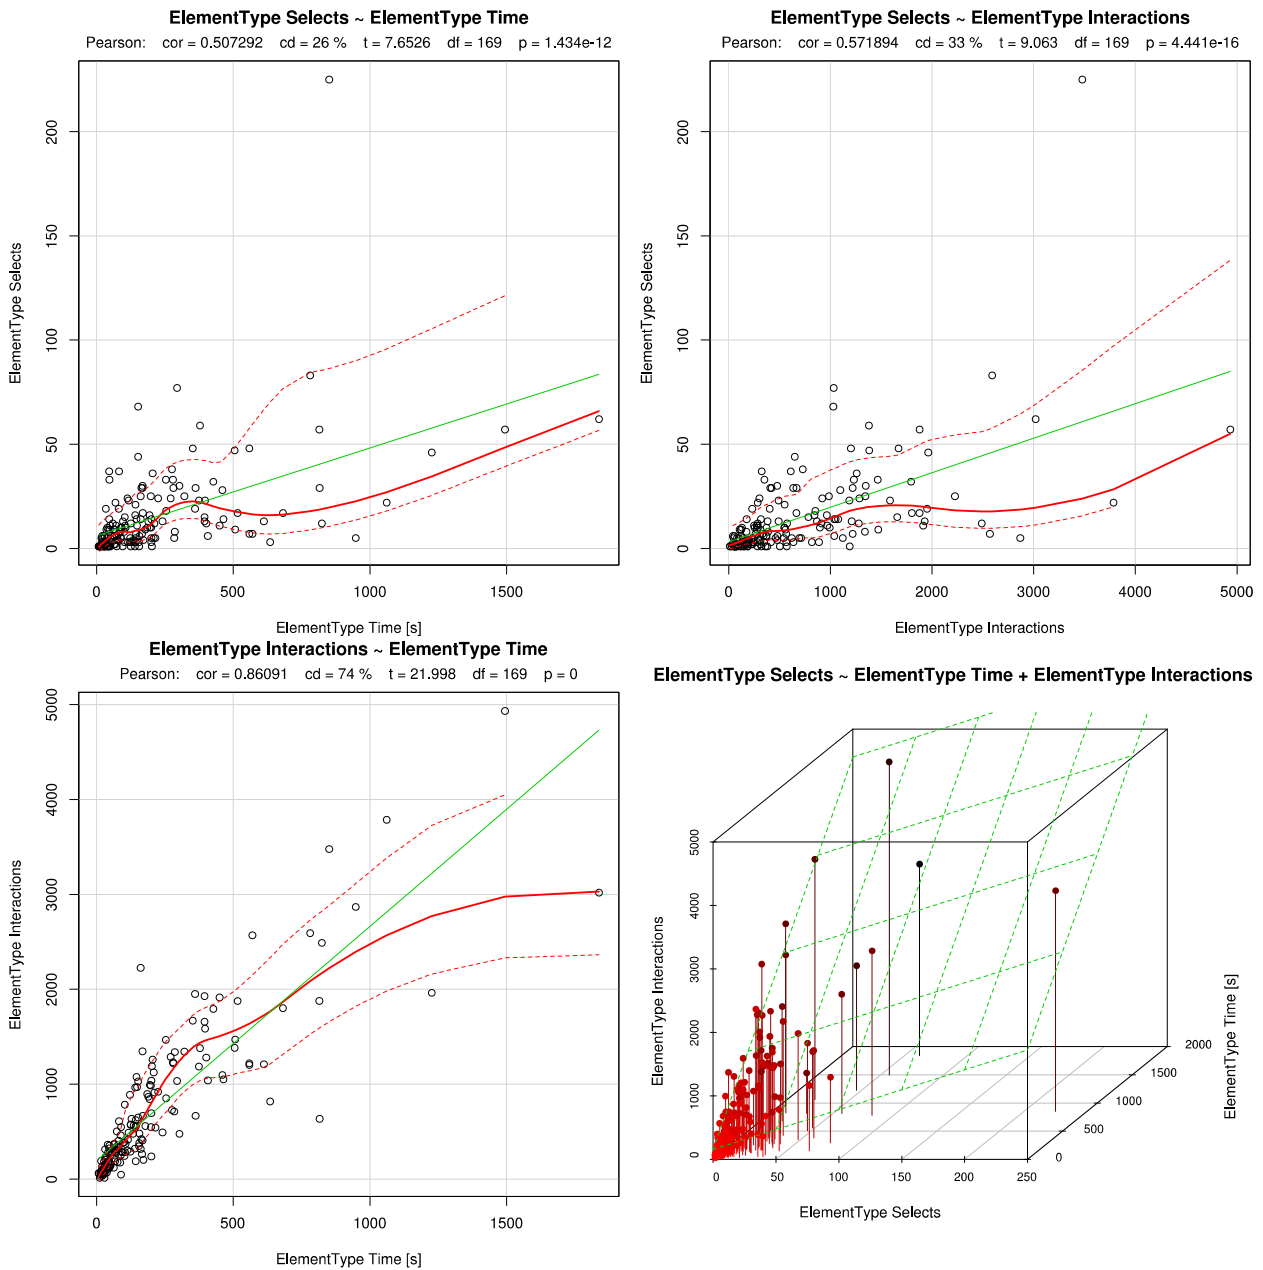 ElementType Selects ~ ElementType Time
Pearson: cor = 0.507292 cd = 26 % t = 7.6526 df = 169 p = 1.434e-12
ElementType Selects
200
150
100
50
0
0 500 1000 1500
ElementType Time [s]
ElementType Selects ~ ElementType Interactions
Pearson: cor = 0.571894 cd = 33 % t = 9.063 df = 169 p = 4.441e-16
ElementType Selects
200
150
100
50
0
0 1000 2000 3000 4000 5000
ElementType Interactions
ElementType Interactions ~ ElementType Time
Pearson: cor = 0.86091 cd = 74 % t = 21.998 df = 169 p = 0
ElementType Interactions
5000
4000
3000
2000
1000
0
0 500 1000 1500
ElementType Time [s]
ElementType Selects ~ ElementType Time + ElementType Interactions
ElementType Interactions
5000
4000
3000
2000
1000
0
0 50 100 150 200 250
ElementType Selects
2000
1500
1000
500
0
ElementType Time [s]